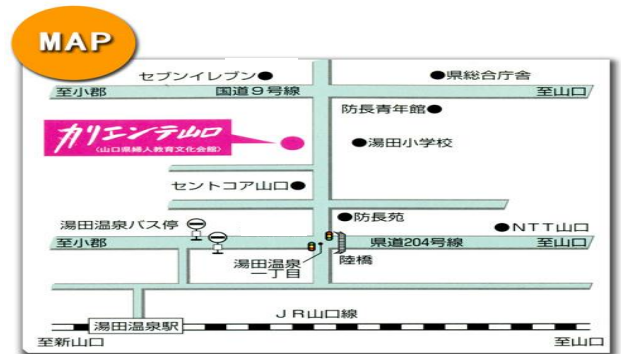 MAP
セブンイレブン
県総合庁舎
至小郡
国道9号線
至山口
防長青年館
カリエンテ山口
(山口県婦人教育文化会館)
湯田小学校
セントコア山口
防長苑
湯田温泉バス停
NTT山口
至小郡
県道204号線
至山口
湯田温泉
一丁目
陸橋
JR山口線
湯田温泉駅
至新山口
至山口